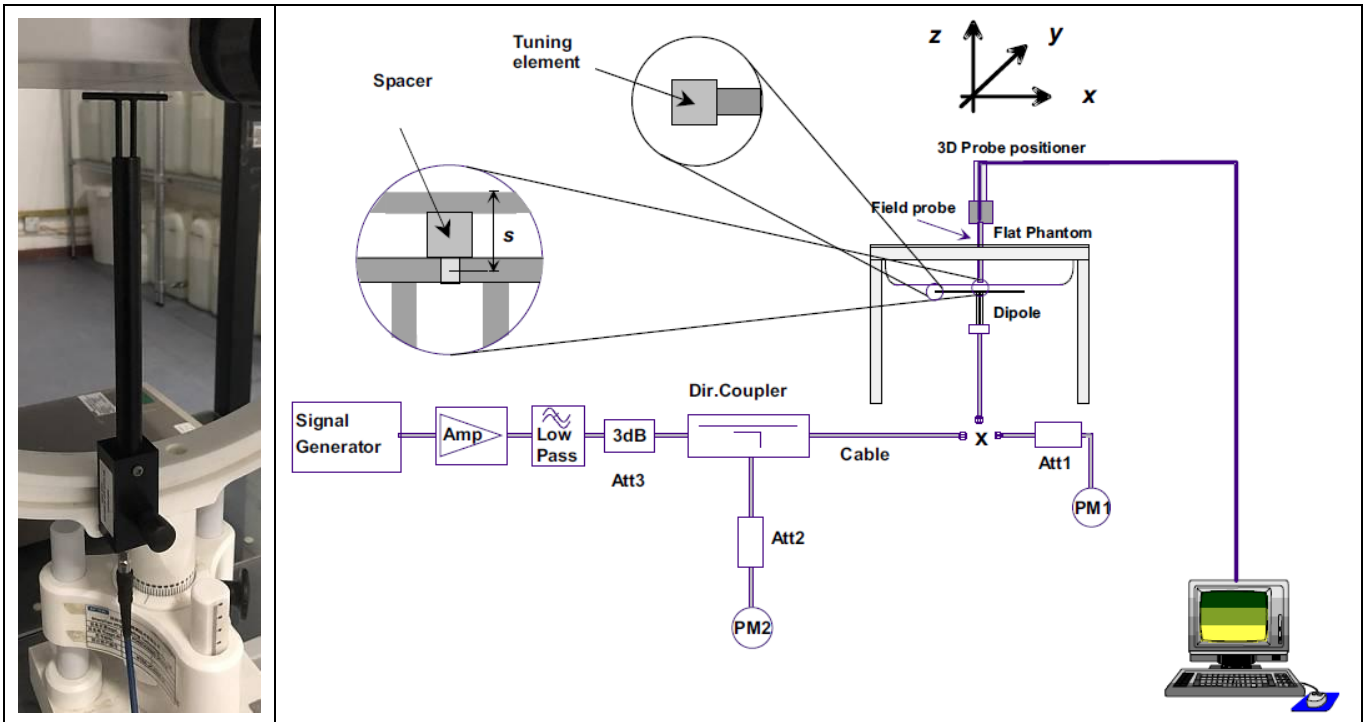 Tuning
element
Spacer
s
z
y
x
3D Probe positioner
Field probe
Flat Phantom
Dipole
Signal
Generator
Amp
Low
Pass
3dB
Att3
Dir.Coupler
Cable
x
Att1
PM1
Att2
PM2